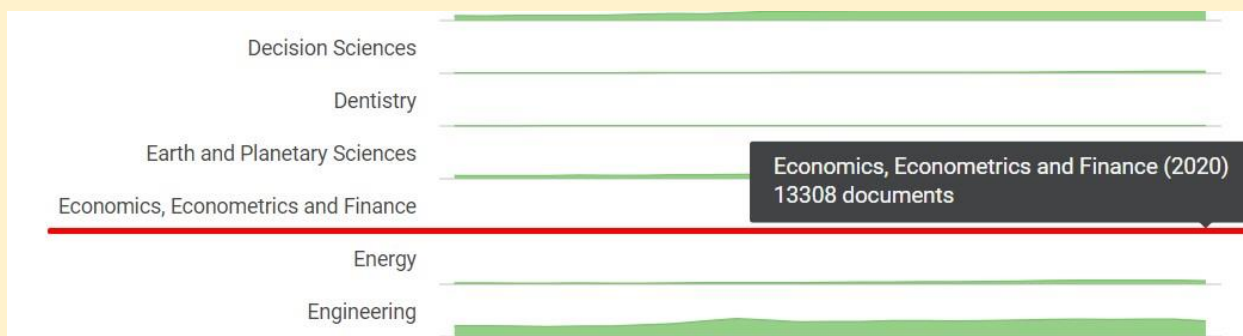 Decision Sciences
Dentistry
Earth and Planetary Sciences
Economics, Econometrics and Finance (2020)
13308 documents
Economics, Econometrics and Finance
Energy
Engineering